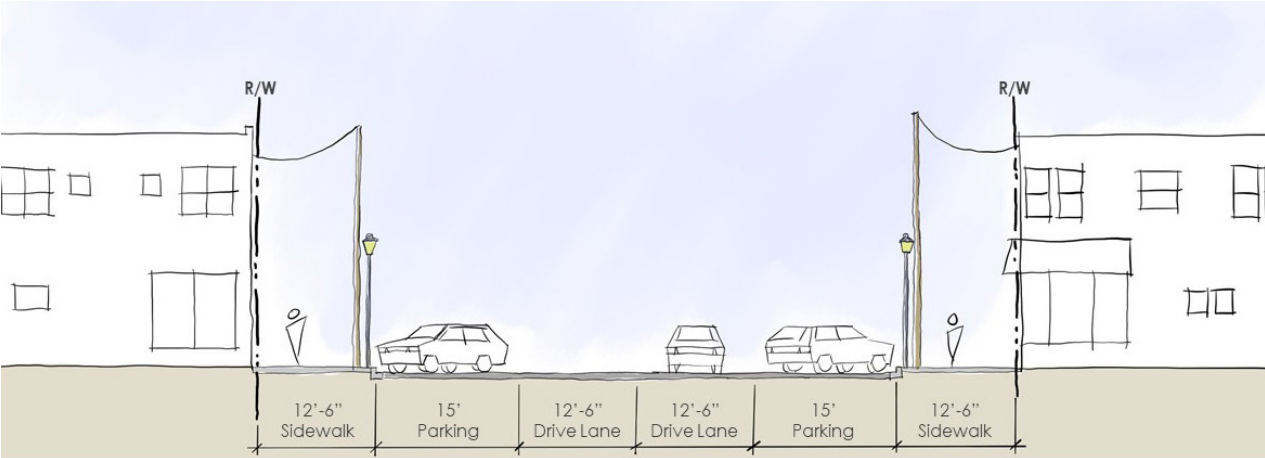 R/W
R/W
12’-6”
Sidewalk
15’
Parking
12’-6”
Drive Lane
12’-6”
Drive Lane
15’
Parking
12’-6”
Sidewalk